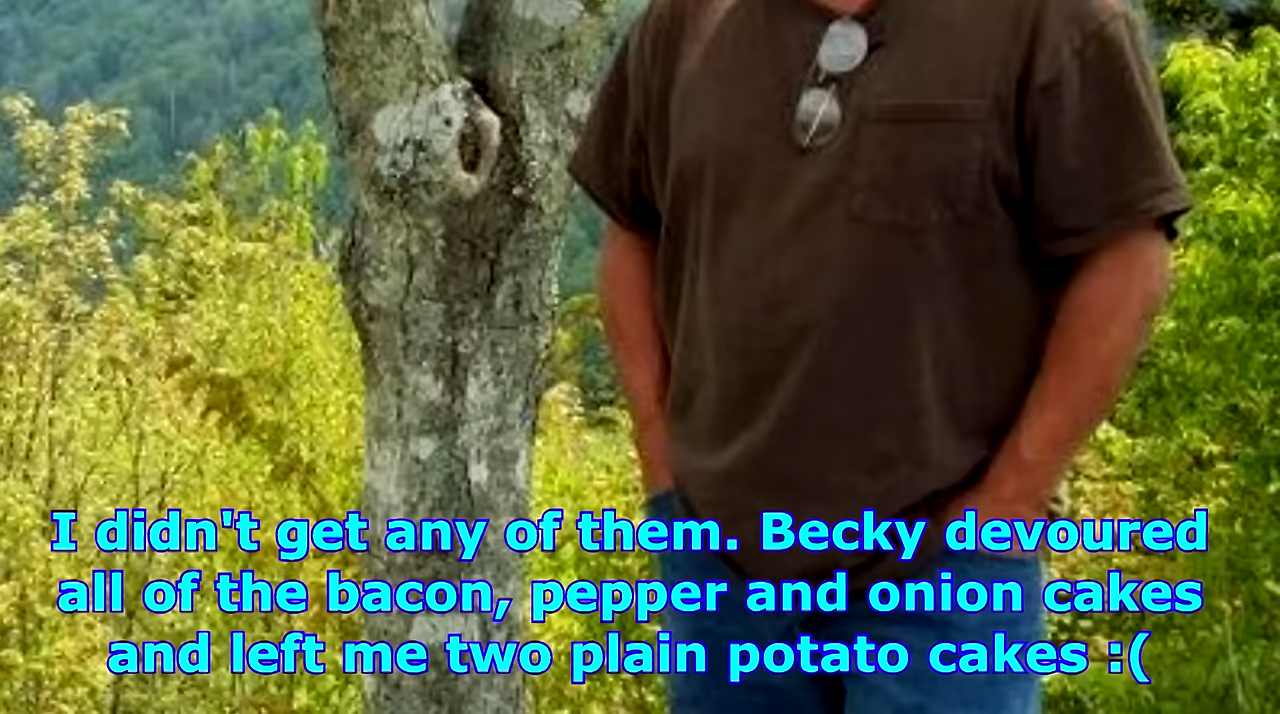 I didn't get any of them. Becky devoured
all of the bacon, pepper and onion cakes
and left me two plain potato cakes :(